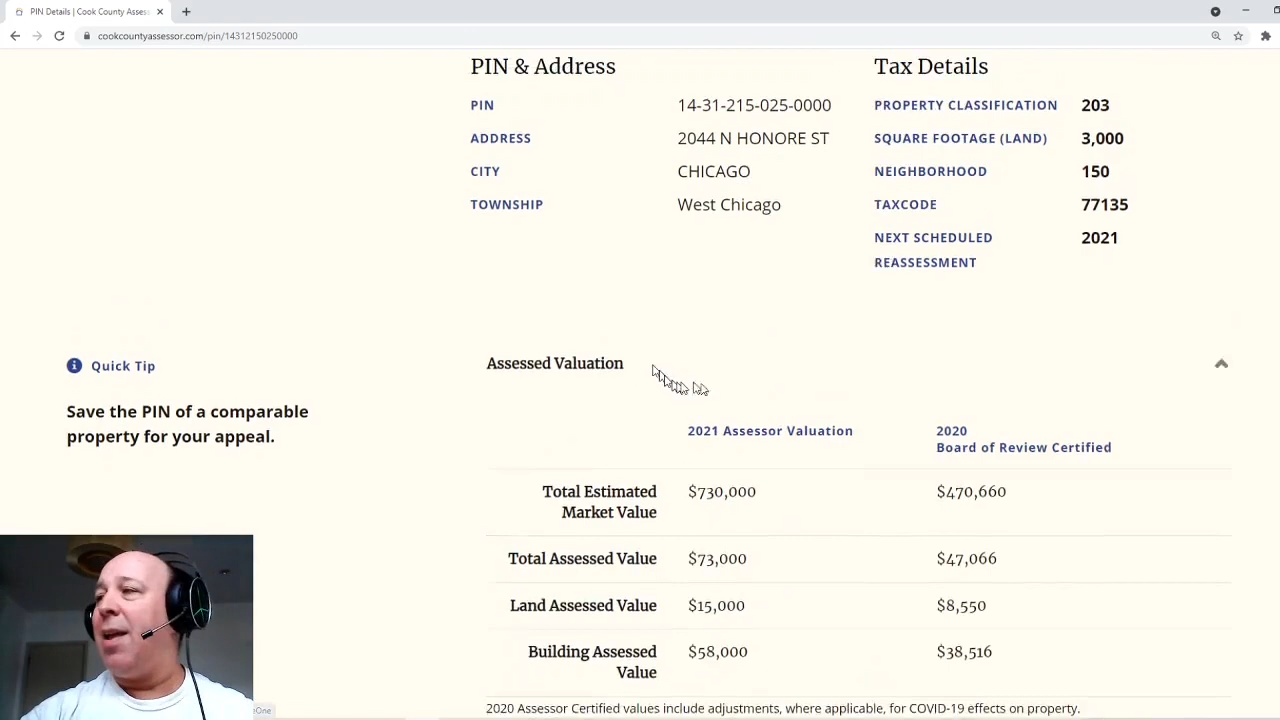 PIN Details | Cook County Assess
cookcountyassessor.com/pin/14312150250000
PIN & Address
PIN 14-31-215-025-0000
ADDRESS 2044 N HONORE ST
CITY CHICAGO
TOWNSHIP West Chicago
Tax Details
PROPERTY CLASSIFICATION 203
SQUARE FOOTAGE (LAND) 3,000
NEIGHBORHOOD 150
TAXCODE 77135
NEXT SCHEDULED 2021
REASSESSMENT
Quick Tip
Save the PIN of a comparable
property for your appeal.
Assessed Valuation
2021 Assessor Valuation 2020
Board of Review Certified
Total Estimated $730,000 $470,660
Market Value
Total Assessed Value $73,000 $47,066
Land Assessed Value $15,000 $8,550
Building Assessed $58,000 $38,516
Value
2020 Assessor Certified values include adjustments, where applicable, for COVID-19 effects on property.